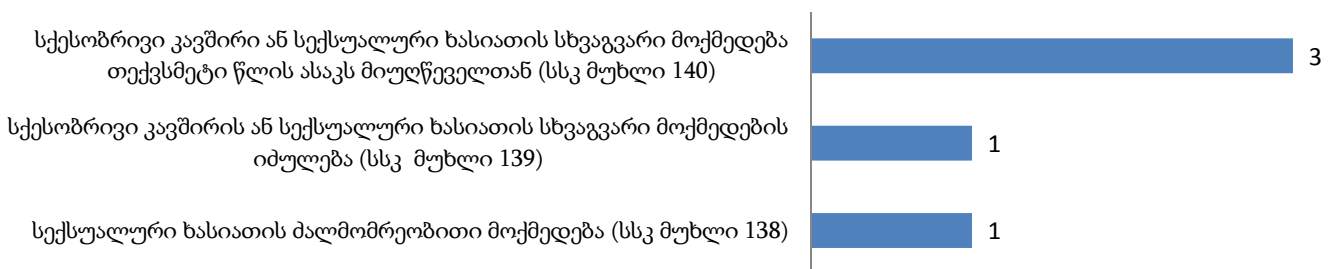 სქესობრივი კავშირი ან სექსუალური ხასიათის სხვაგვარი მოქმედება
თექვსმეტი წლის ასაკს მიუღწეველთან (სსკ მუხლი 140)
3
სქესობრივი კავშირის ან სექსუალური ხასიათის სხვაგვარი მოქმედების
იძულება (სსკ მუხლი 139)
1
სექსუალური ხასიათის ძალმომრეობითი მოქმედება (სსკ მუხლი 138)
1